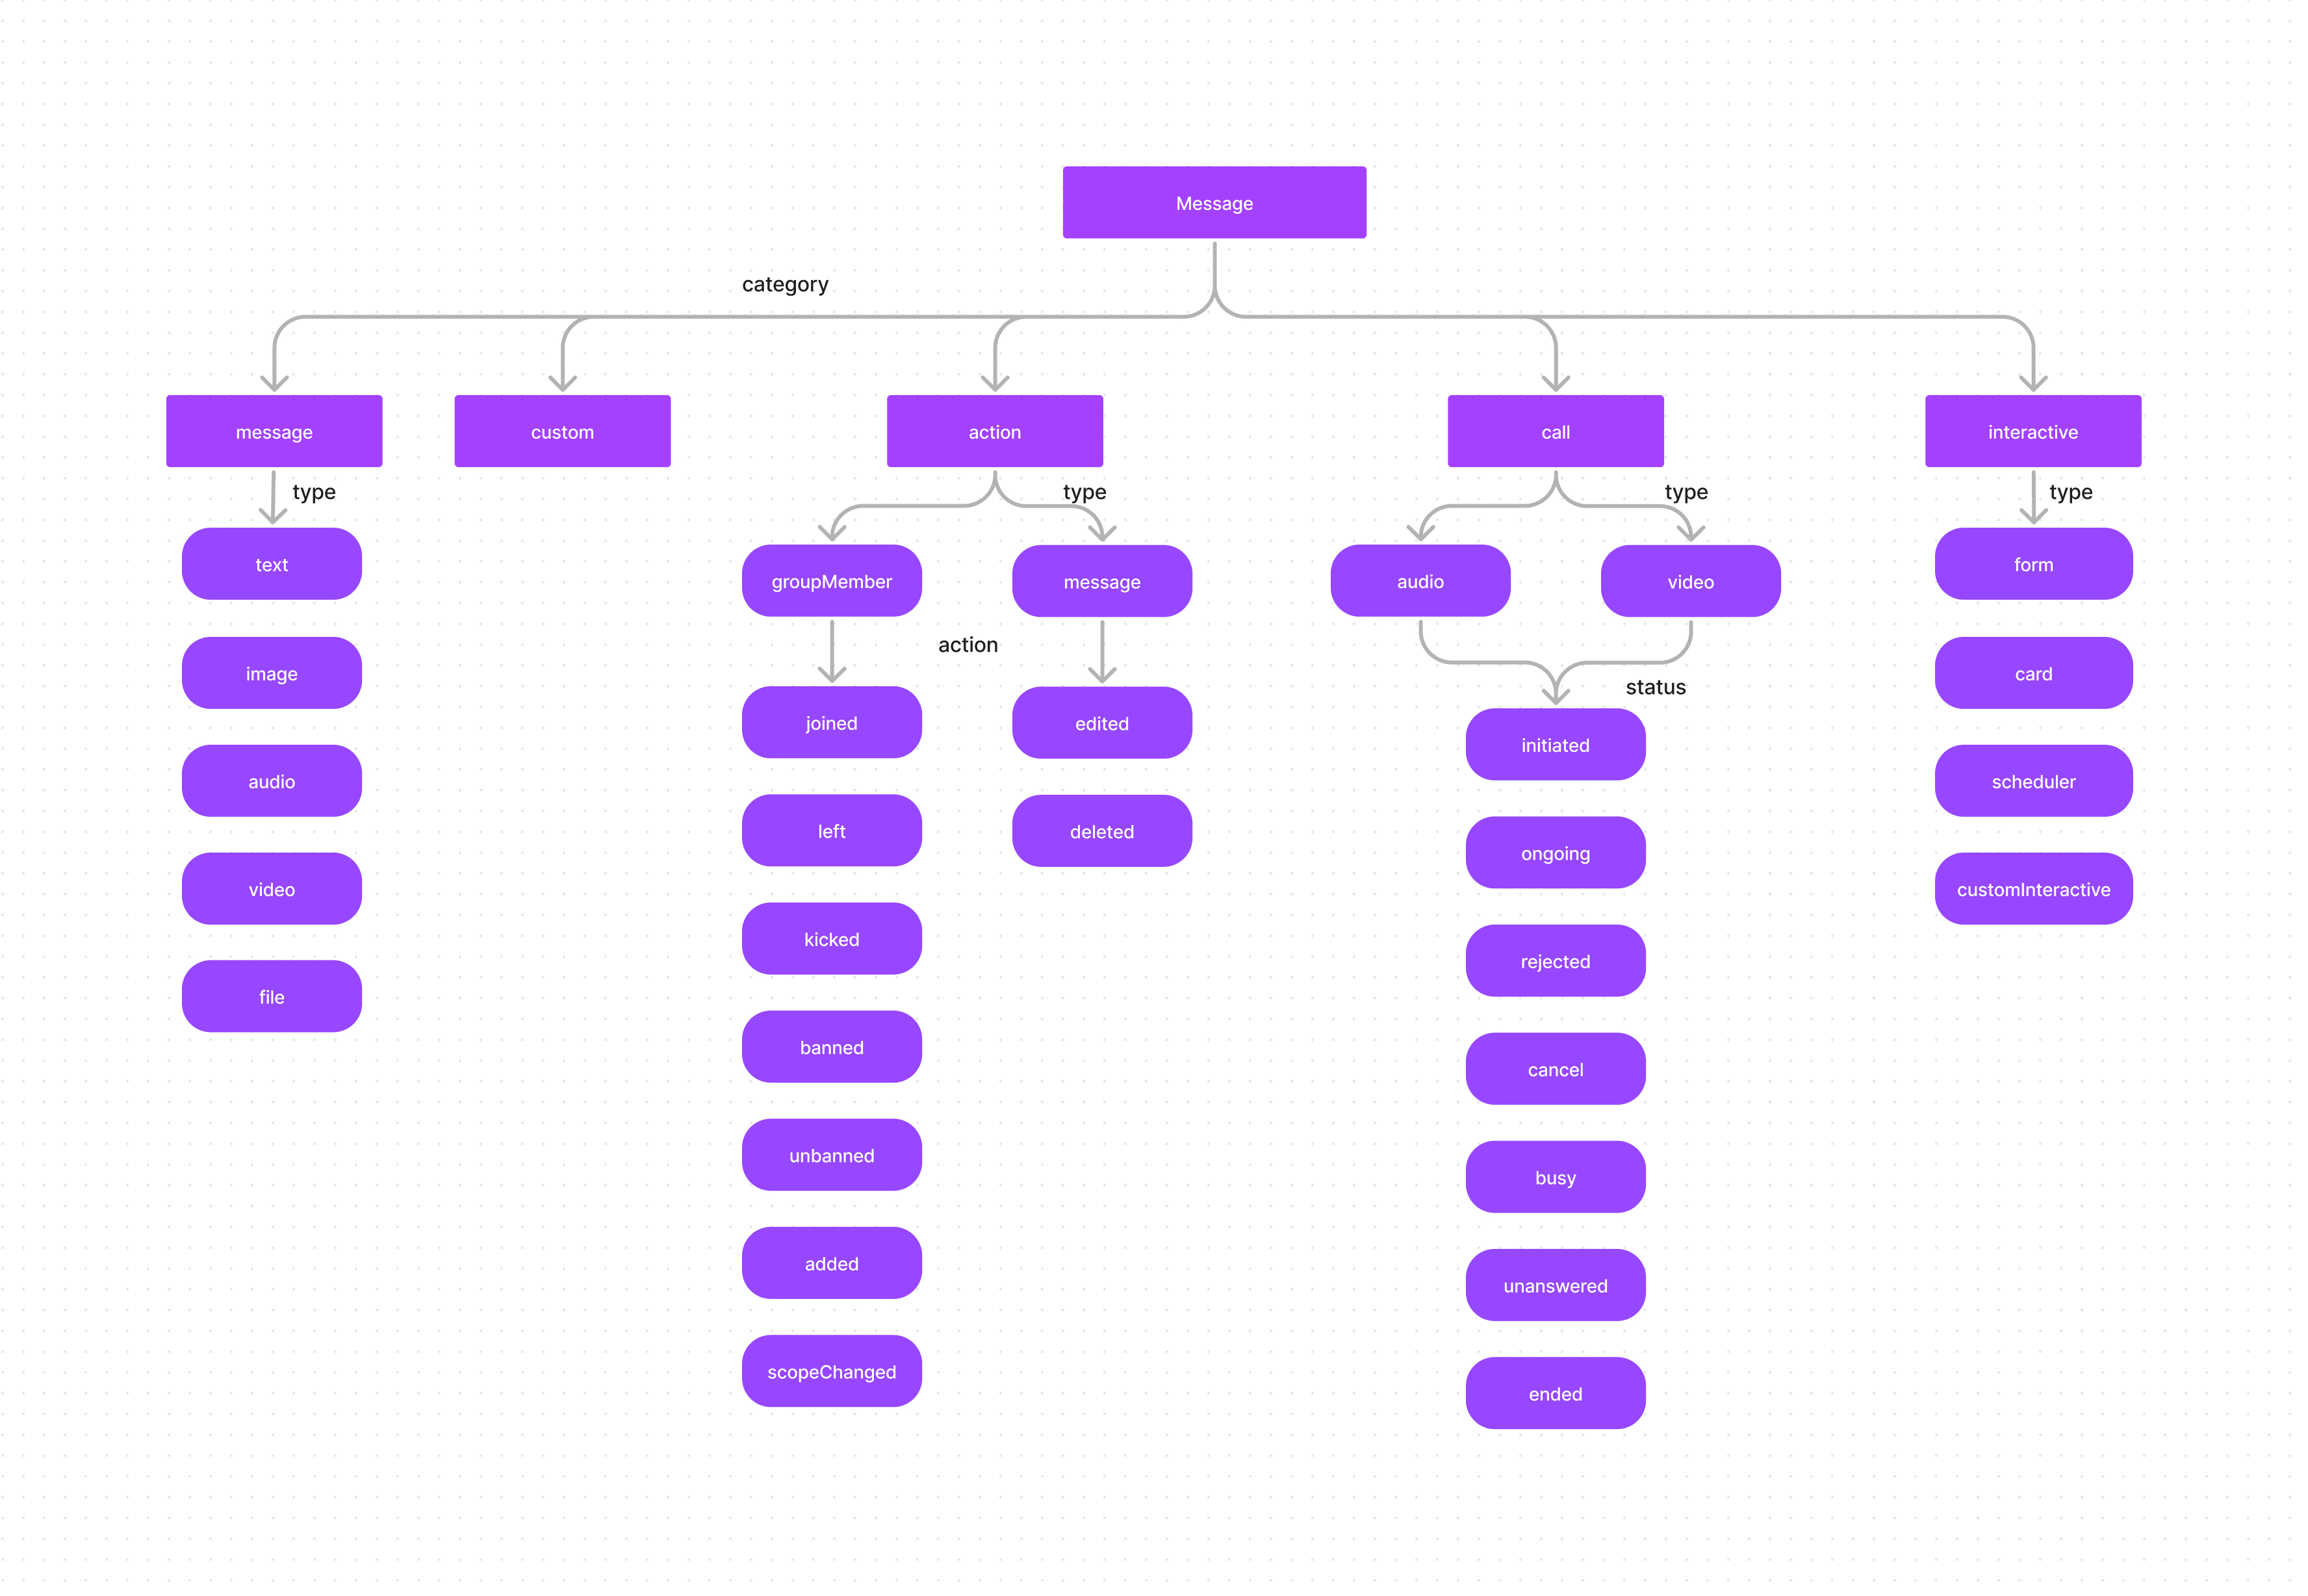 Message
category
message
custom
action
call
interactive
type
type
type
type
text
groupMember
message
audio
video
form
image
action
card
status
joined
edited
initiated
audio
scheduler
left
deleted
ongoing
video
customInteractive
kicked
rejected
file
banned
cancel
unbanned
busy
added
unanswered
scopeChanged
ended